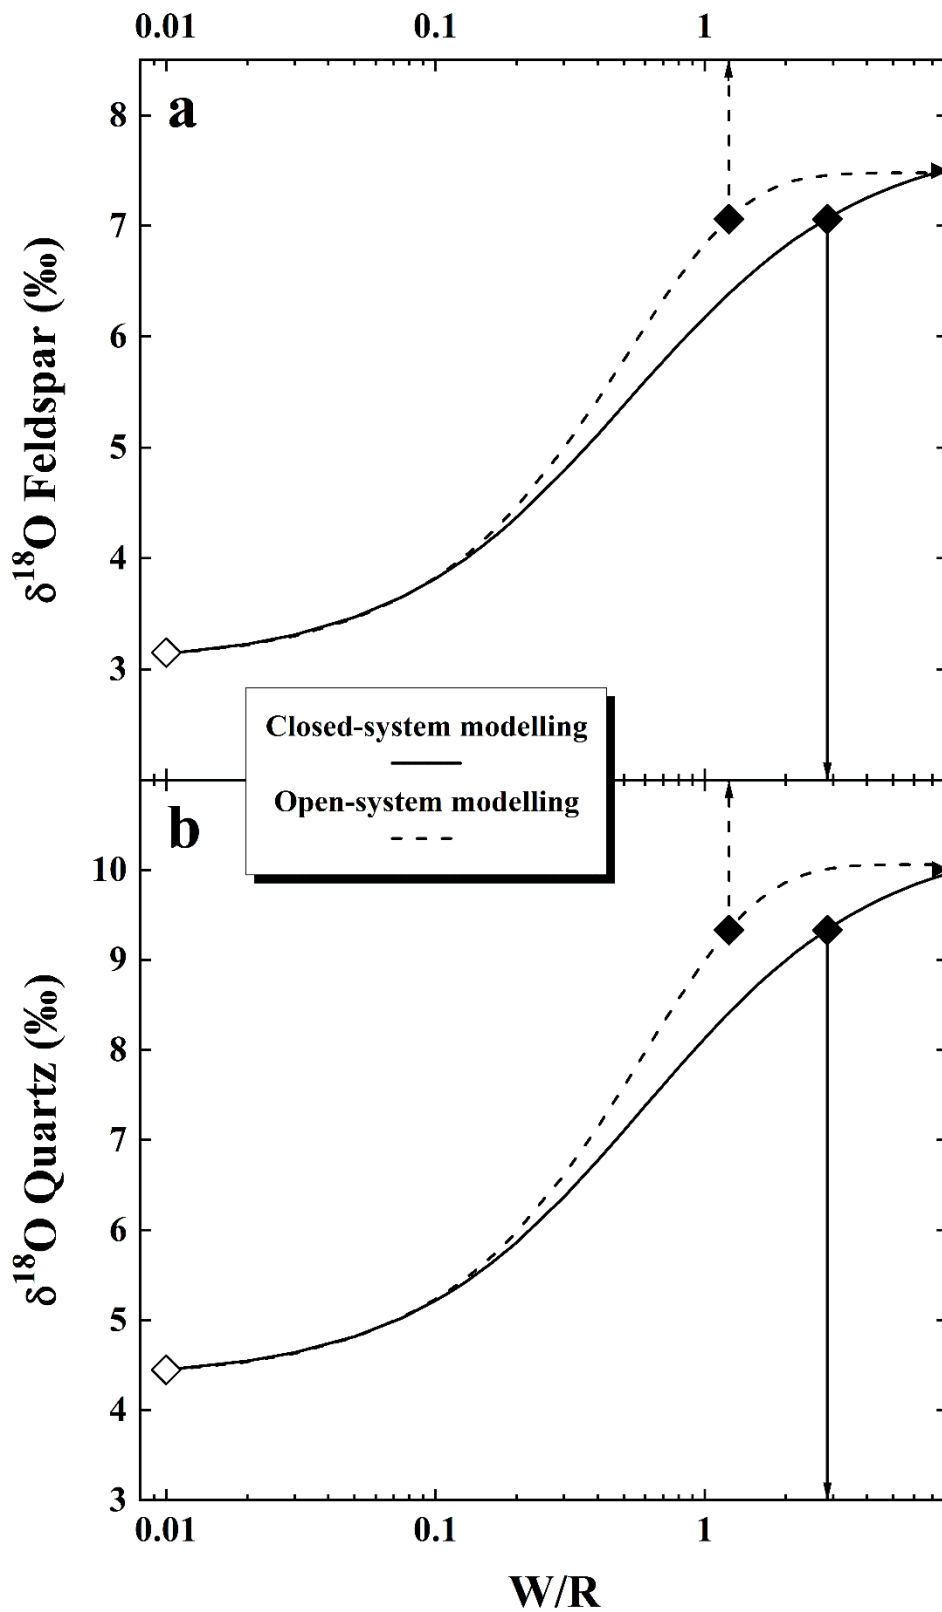 0.01 0.1 1
a
8
7
6
5
4
3
δ¹⁸O Feldspar (‰)
Closed-system modelling
Open-system modelling
b
10
9
8
7
6
5
4
3
δ¹⁸O Quartz (‰)
0.01 0.1 1
W/R